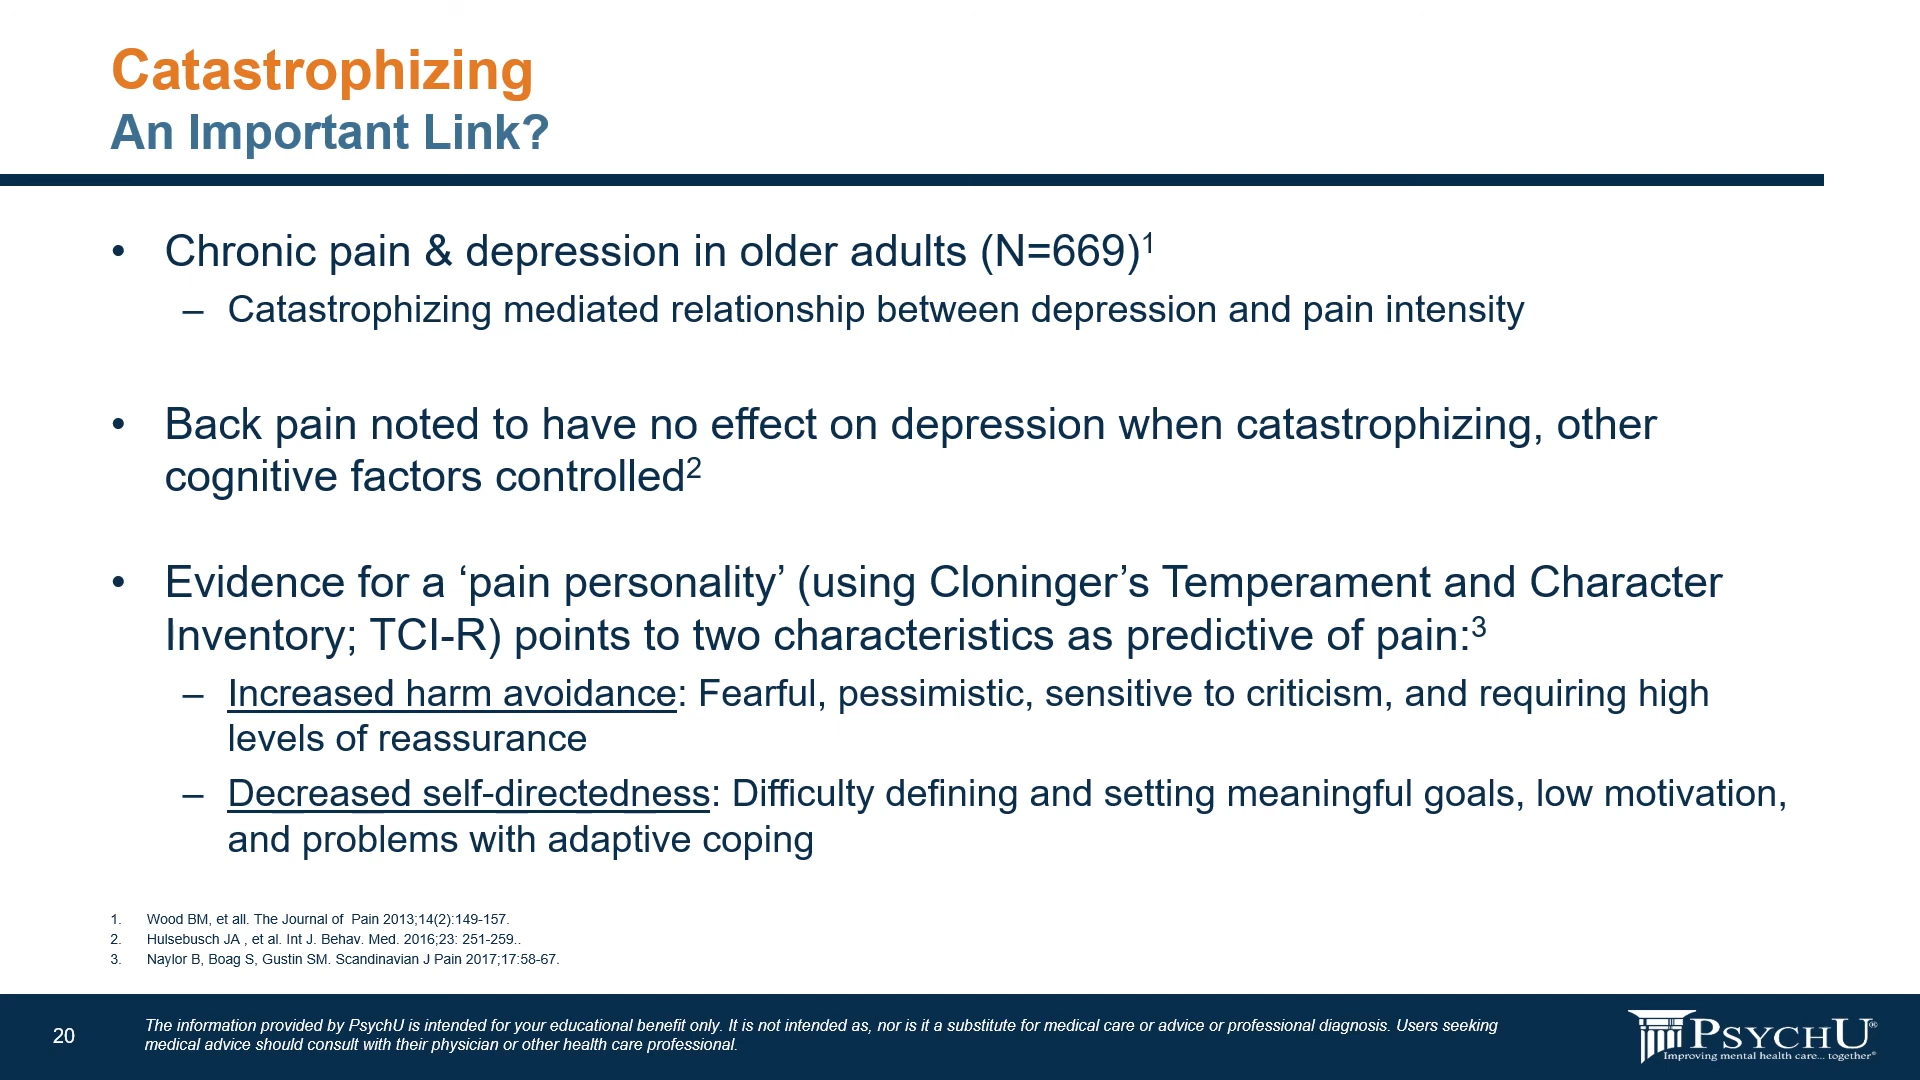 Catastrophizing
An Important Link?
• Chronic pain & depression in older adults (N=669)1
– Catastrophizing mediated relationship between depression and pain intensity
• Back pain noted to have no effect on depression when catastrophizing, other
cognitive factors controlled2
• Evidence for a ‘pain personality’ (using Cloninger’s Temperament and Character
Inventory; TCI-R) points to two characteristics as predictive of pain:3
– Increased harm avoidance: Fearful, pessimistic, sensitive to criticism, and requiring high
levels of reassurance
– Decreased self-directedness: Difficulty defining and setting meaningful goals, low motivation,
and problems with adaptive coping
1. Wood BM, et all. The Journal of Pain 2013;14(2):149-157.
2. Hulsebusch JA , et al. Int J. Behav. Med. 2016;23: 251-259..
3. Naylor B, Boag S, Gustin SM. Scandinavian J Pain 2017;17:58-67.
20
The information provided by PsychU is intended for your educational benefit only. It is not intended as, nor is it a substitute for medical care or advice or professional diagnosis. Users seeking
medical advice should consult with their physician or other health care professional.
PSYCHU®
Improving mental health care... together®